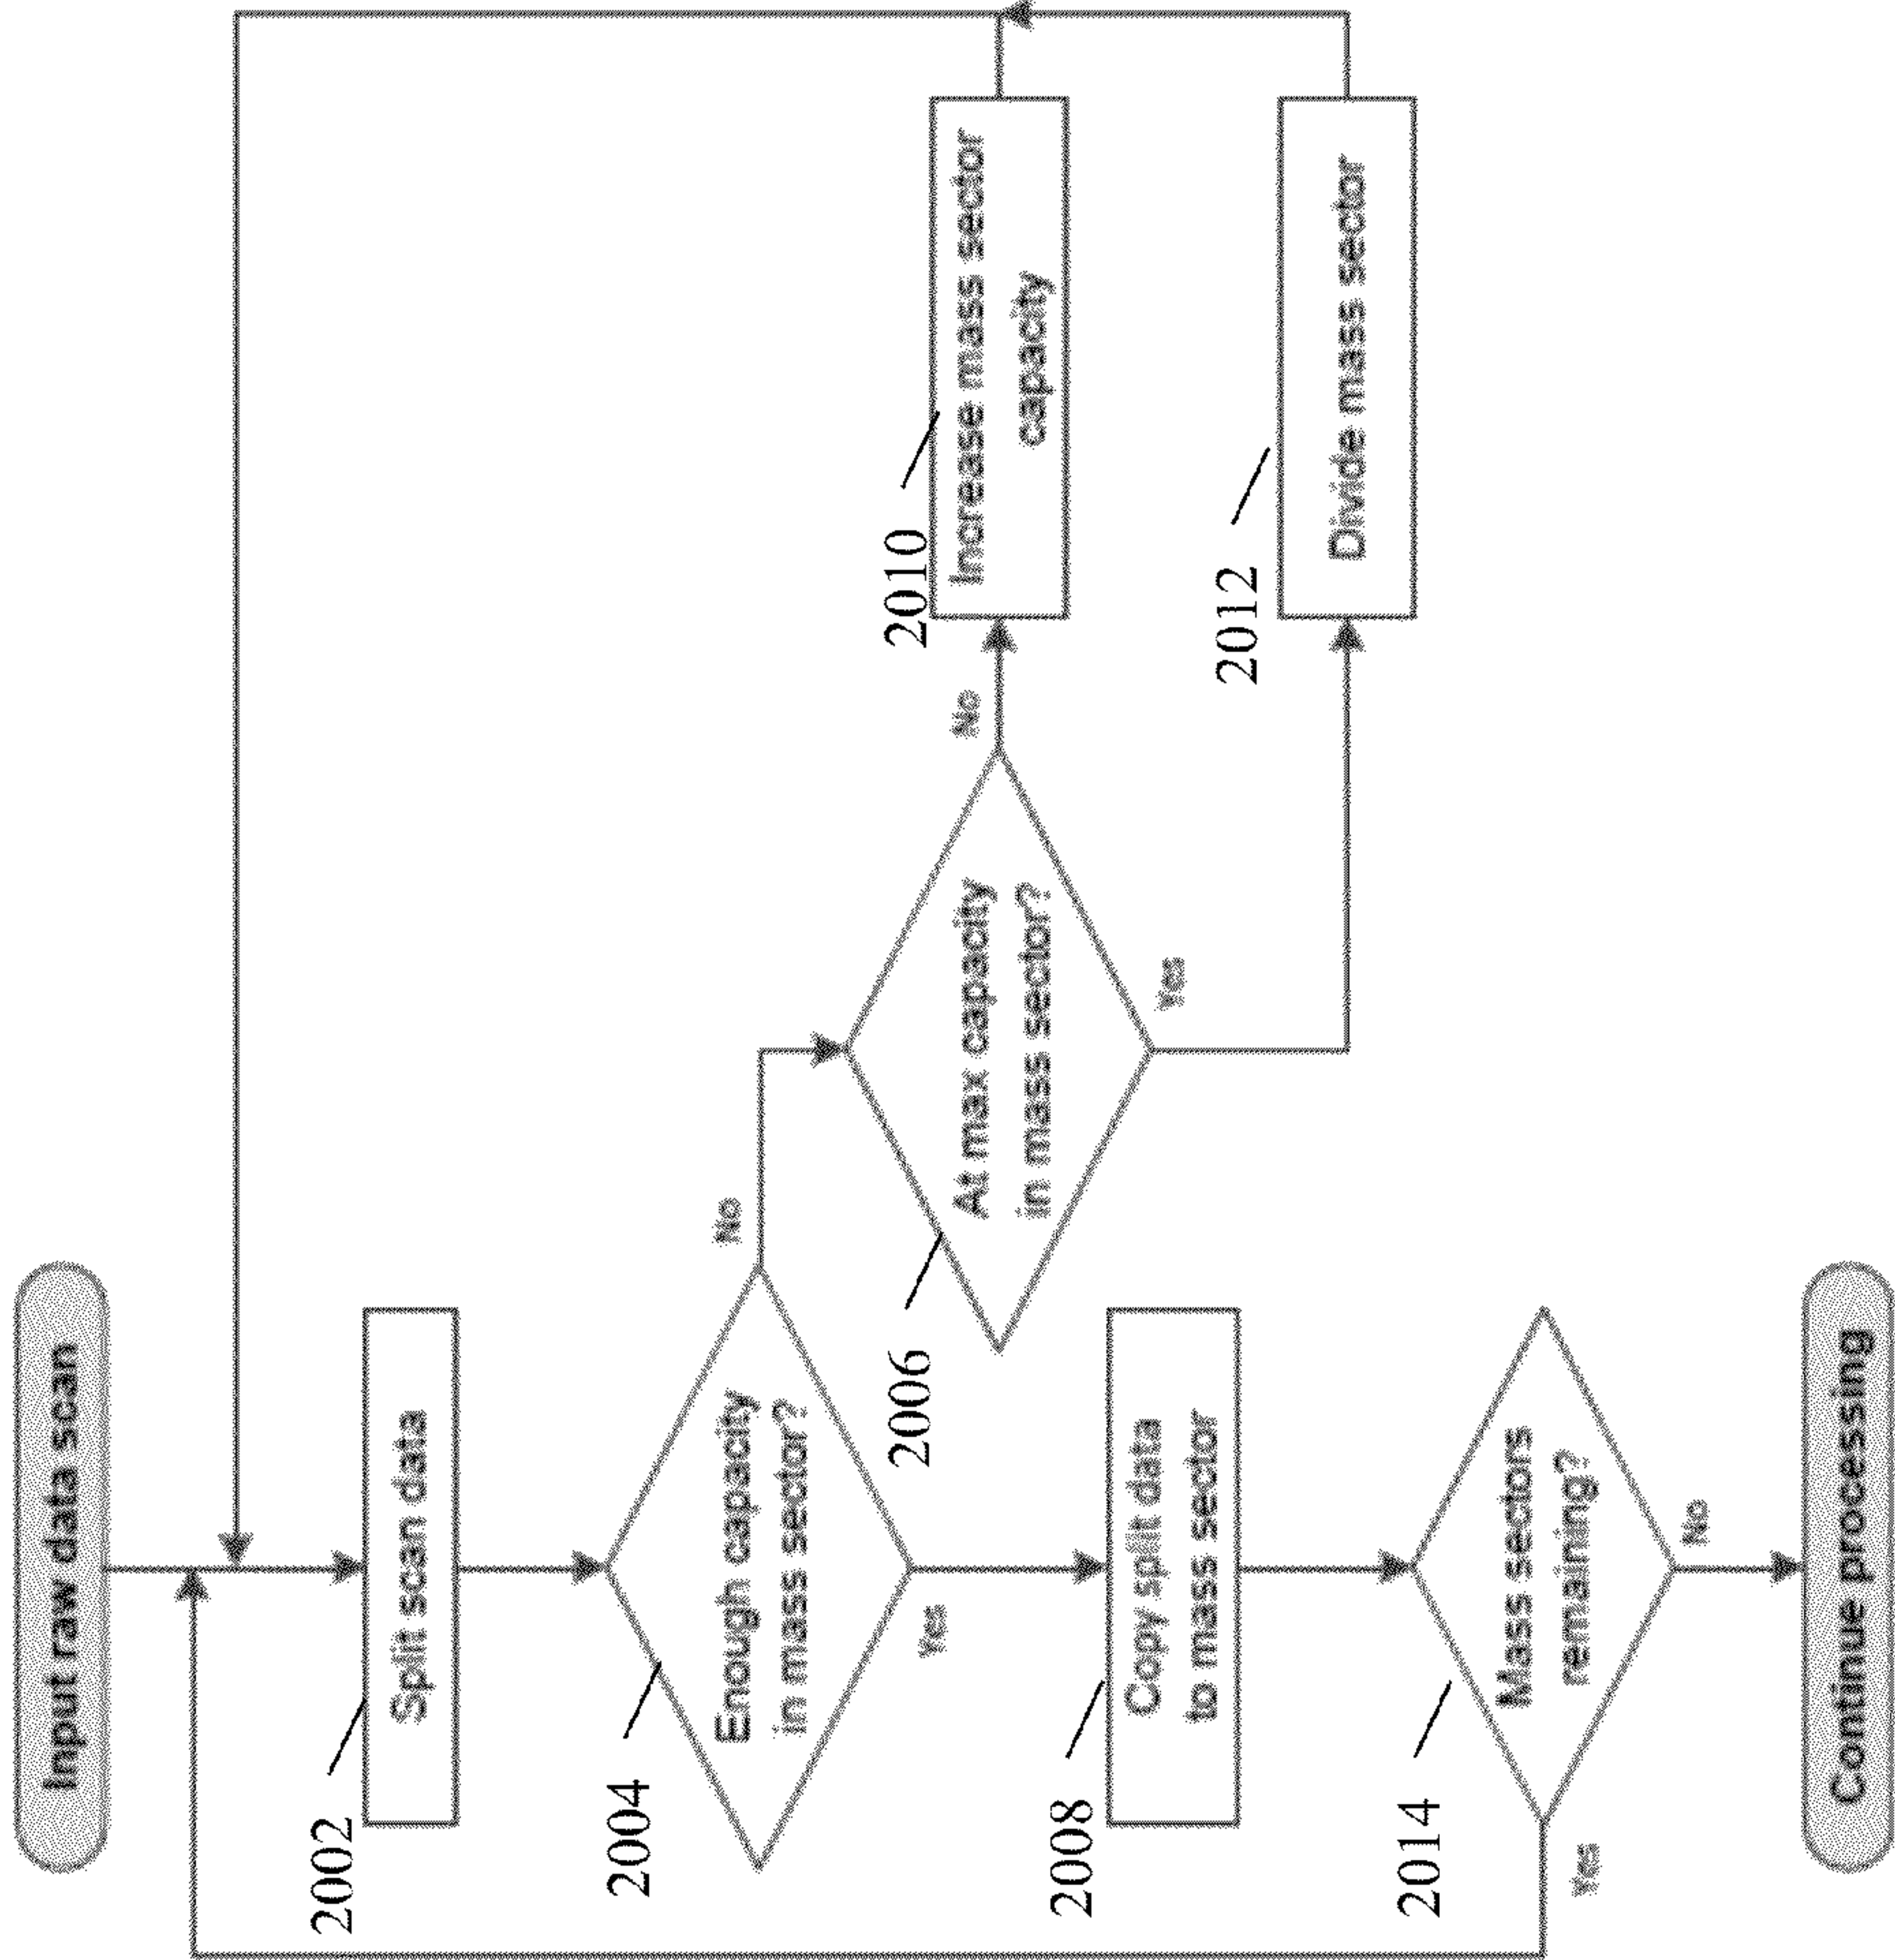 Input raw data scan
2002
Split scan data
2004
Enough capacity
in mass sector?
No
Yes
2006
At max capacity
in mass sector?
No
Yes
2010
Increase mass sector
capacity
2012
Divide mass sector
2008
Copy split data
to mass sector
2014
Mass sectors
remaining?
Yes
No
Continue processing